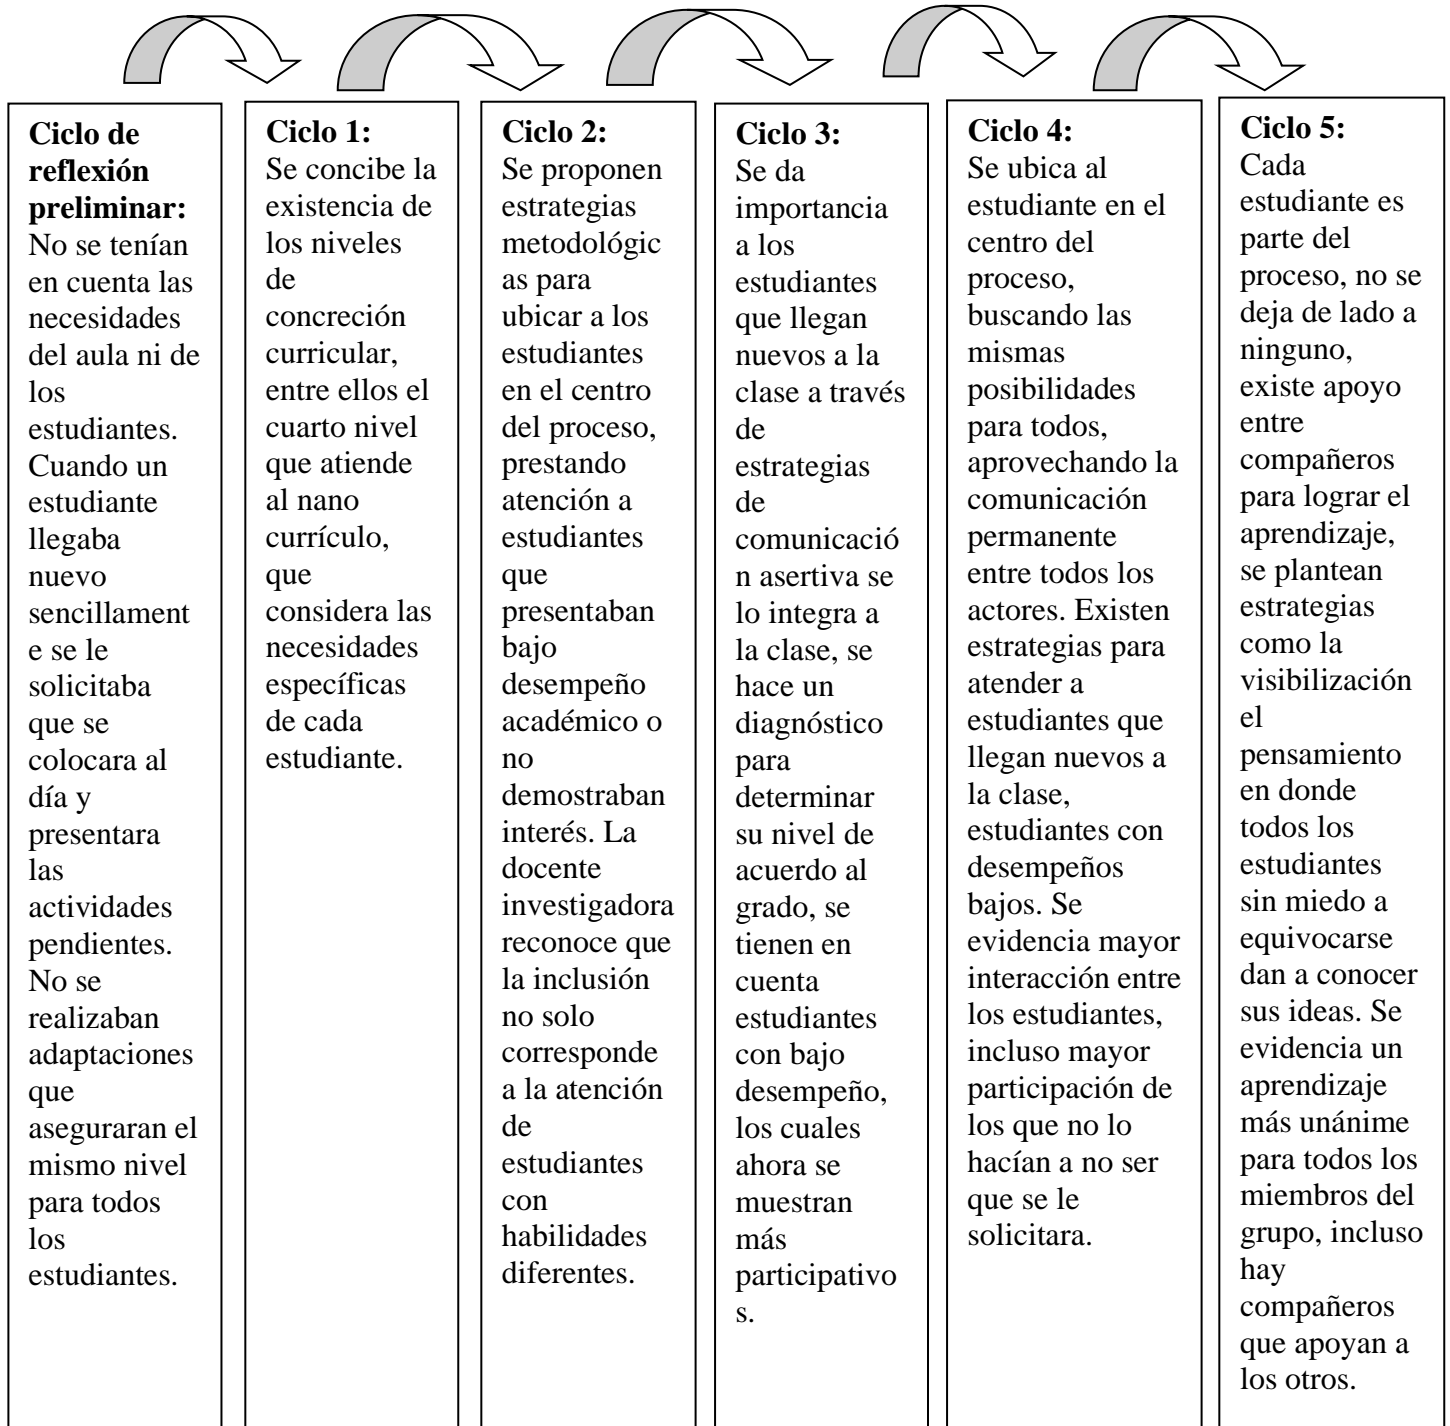 Ciclo de
reflexión
preliminar:
No se tenían
en cuenta las
necesidades
del aula ni de
los
estudiantes.
Cuando un
estudiante
llegaba
nuevo
sencillament
e se le
solicitaba
que se
colocara al
día y
presentara
las
actividades
pendientes.
No se
realizaban
adaptaciones
que
aseguraran el
mismo nivel
para todos
los
estudiantes.
Ciclo 1:
Se concibe la
existencia de
los niveles
de
concreción
curricular,
entre ellos el
cuarto nivel
que atiende
al nano
currículo,
que
considera las
necesidades
específicas
de cada
estudiante.
Ciclo 2:
Se proponen
estrategias
metodológic
as para
ubicar a los
estudiantes
en el centro
del proceso,
prestando
atención a
estudiantes
que
presentaban
bajo
desempeño
académico o
no
demostraban
interés. La
docente
investigadora
reconoce que
la inclusión
no solo
corresponde
a la atención
de
estudiantes
con
habilidades
diferentes.
Ciclo 3:
Se da
importancia
a los
estudiantes
que llegan
nuevos a la
clase a través
de
estrategias
de
comunicació
n asertiva se
lo integra a
la clase, se
hace un
diagnóstico
para
determinar
su nivel de
acuerdo al
grado, se
tienen en
cuenta
estudiantes
con bajo
desempeño,
los cuales
ahora se
muestran
más
participativo
s.
Ciclo 4:
Se ubica al
estudiante en el
centro del
proceso,
buscando las
mismas
posibilidades
para todos,
aprovechando la
comunicación
permanente
entre todos los
actores. Existen
estrategias para
atender a
estudiantes que
llegan nuevos a
la clase,
estudiantes con
desempeños
bajos. Se
evidencia mayor
interacción entre
los estudiantes,
incluso mayor
participación de
los que no lo
hacían a no ser
que se le
solicitara.
Ciclo 5:
Cada
estudiante es
parte del
proceso, no se
deja de lado a
ninguno,
existe apoyo
entre
compañeros
para lograr el
aprendizaje,
se plantean
estrategias
como la
visibilización
el
pensamiento
en donde
todos los
estudiantes
sin miedo a
equivocarse
dan a conocer
sus ideas. Se
evidencia un
aprendizaje
más unánime
para todos los
miembros del
grupo, incluso
hay
compañeros
que apoyan a
los otros.